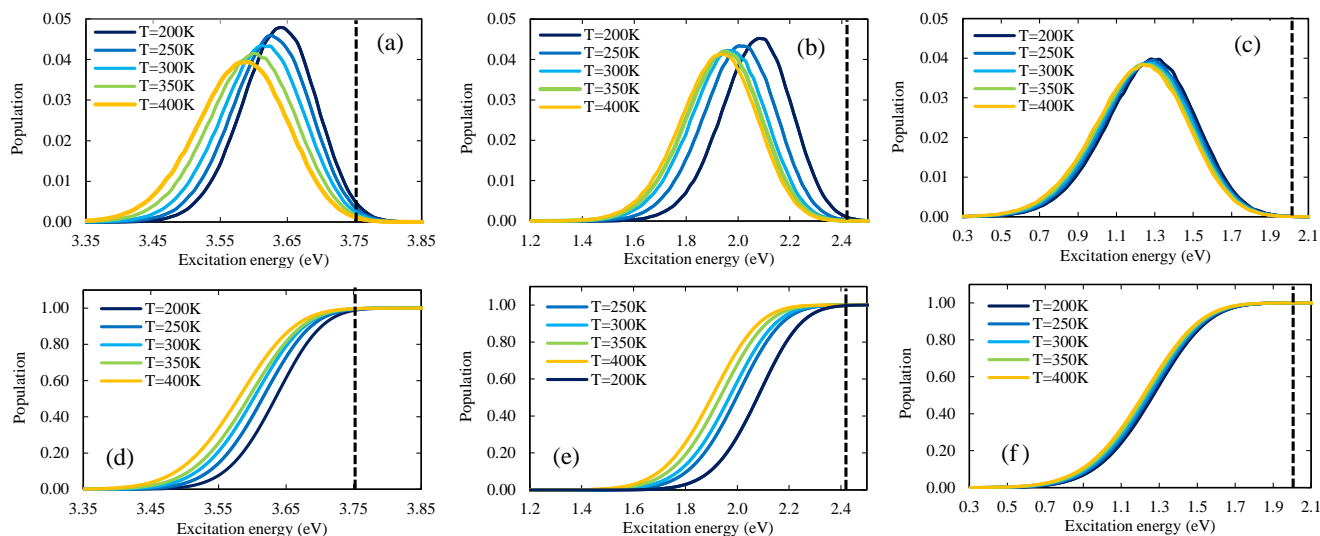 0.05
0.04
0.03
0.02
0.01
0.00
Population
T=200K
T=250K
T=300K
T=350K
T=400K
(a)
3.35 3.45 3.55 3.65 3.75 3.85
Excitation energy (eV)
0.05
0.04
0.03
0.02
0.01
0.00
Population
T=200K
T=250K
T=300K
T=350K
T=400K
(b)
1.2 1.4 1.6 1.8 2.0 2.2 2.4
Excitation energy (eV)
0.05
0.04
0.03
0.02
0.01
0.00
Population
T=200K
T=250K
T=300K
T=350K
T=400K
(c)
0.3 0.5 0.7 0.9 1.1 1.3 1.5 1.7 1.9 2.1
Excitation energy (eV)
1.00
0.80
0.60
0.40
0.20
0.00
Population
T=200K
T=250K
T=300K
T=350K
T=400K
(d)
3.35 3.45 3.55 3.65 3.75 3.85
Excitation energy (eV)
1.00
0.80
0.60
0.40
0.20
0.00
Population
T=250K
T=300K
T=350K
T=400K
T=200K
(e)
1.2 1.4 1.6 1.8 2.0 2.2 2.4
Excitation energy (eV)
1.00
0.80
0.60
0.40
0.20
0.00
Population
T=200K
T=250K
T=300K
T=350K
T=400K
(f)
0.3 0.5 0.7 0.9 1.1 1.3 1.5 1.7 1.9 2.1
Excitation energy (eV)